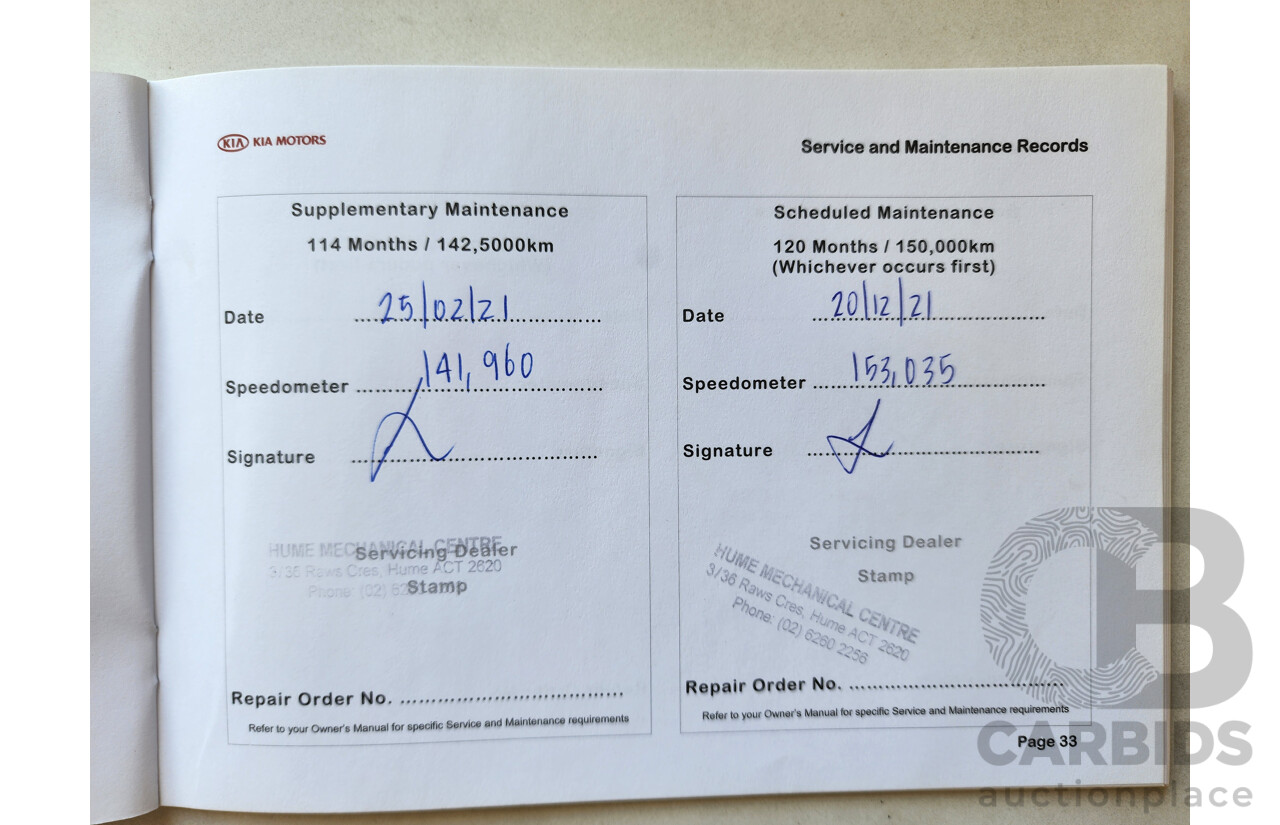 KIA KIA MOTORS
Service and Maintenance Records
Supplementary Maintenance
114 Months / 142,5000km
Date 25/02/21
Speedometer 141,960
Signature
HUME MECHANICAL CENTRE
3/36 Raws Cres, Hume ACT 2620
Phone: (02) 62
Servicing Dealer
Stamp
Repair Order No.
Refer to your Owner's Manual for specific Service and Maintenance requirements
Scheduled Maintenance
120 Months / 150,000km
(Whichever occurs first)
Date 20/12/21
Speedometer 153,035
Signature
Servicing Dealer
Stamp
HUME MECHANICAL CENTRE
3/36 Raws Cres, Hume ACT 2620
Phone: (02) 6260 2256
Repair Order No.
Refer to your Owner's Manual for specific Service and Maintenance requirements
Page 33
CB
CARBIDS
auctionplace